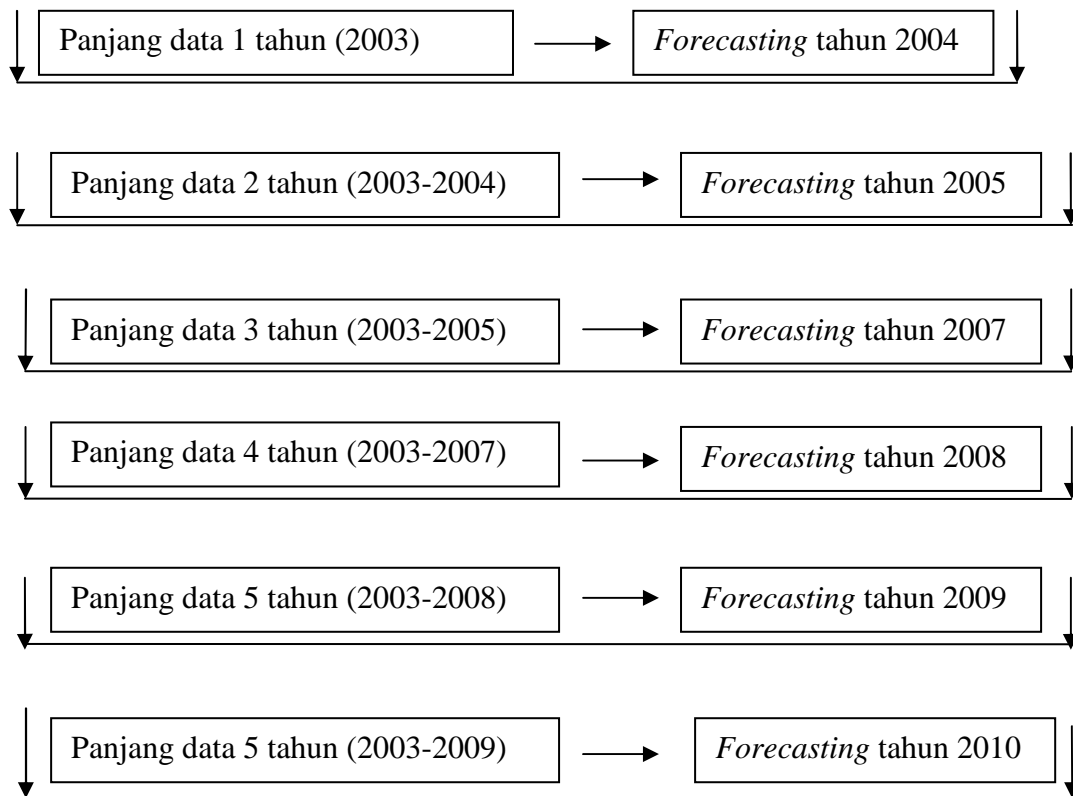 Panjang data 1 tahun (2003)
Forecasting tahun 2004
Panjang data 2 tahun (2003-2004)
Forecasting tahun 2005
Panjang data 3 tahun (2003-2005)
Forecasting tahun 2007
Panjang data 4 tahun (2003-2007)
Forecasting tahun 2008
Panjang data 5 tahun (2003-2008)
Forecasting tahun 2009
Panjang data 5 tahun (2003-2009)
Forecasting tahun 2010